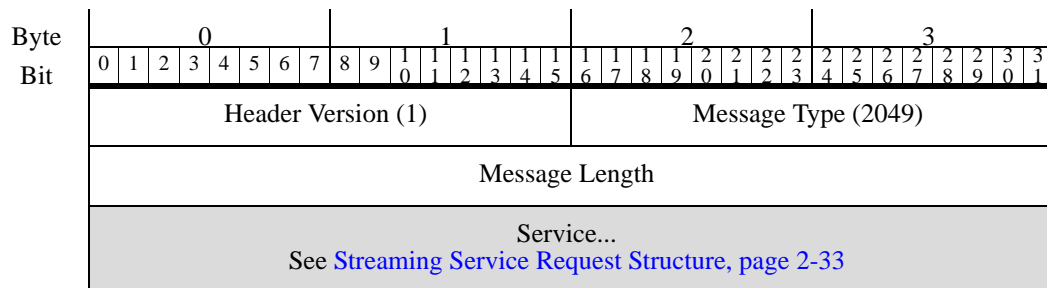 Byte 0 1 2 3
Bit 0 1 2 3 4 5 6 7 8 9 10 11 12 13 14 15 16 17 18 19 20 21 22 23 24 25 26 27 28 29 30 31
Header Version (1) Message Type (2049)
Message Length
Service...
See Streaming Service Request Structure, page 2-33